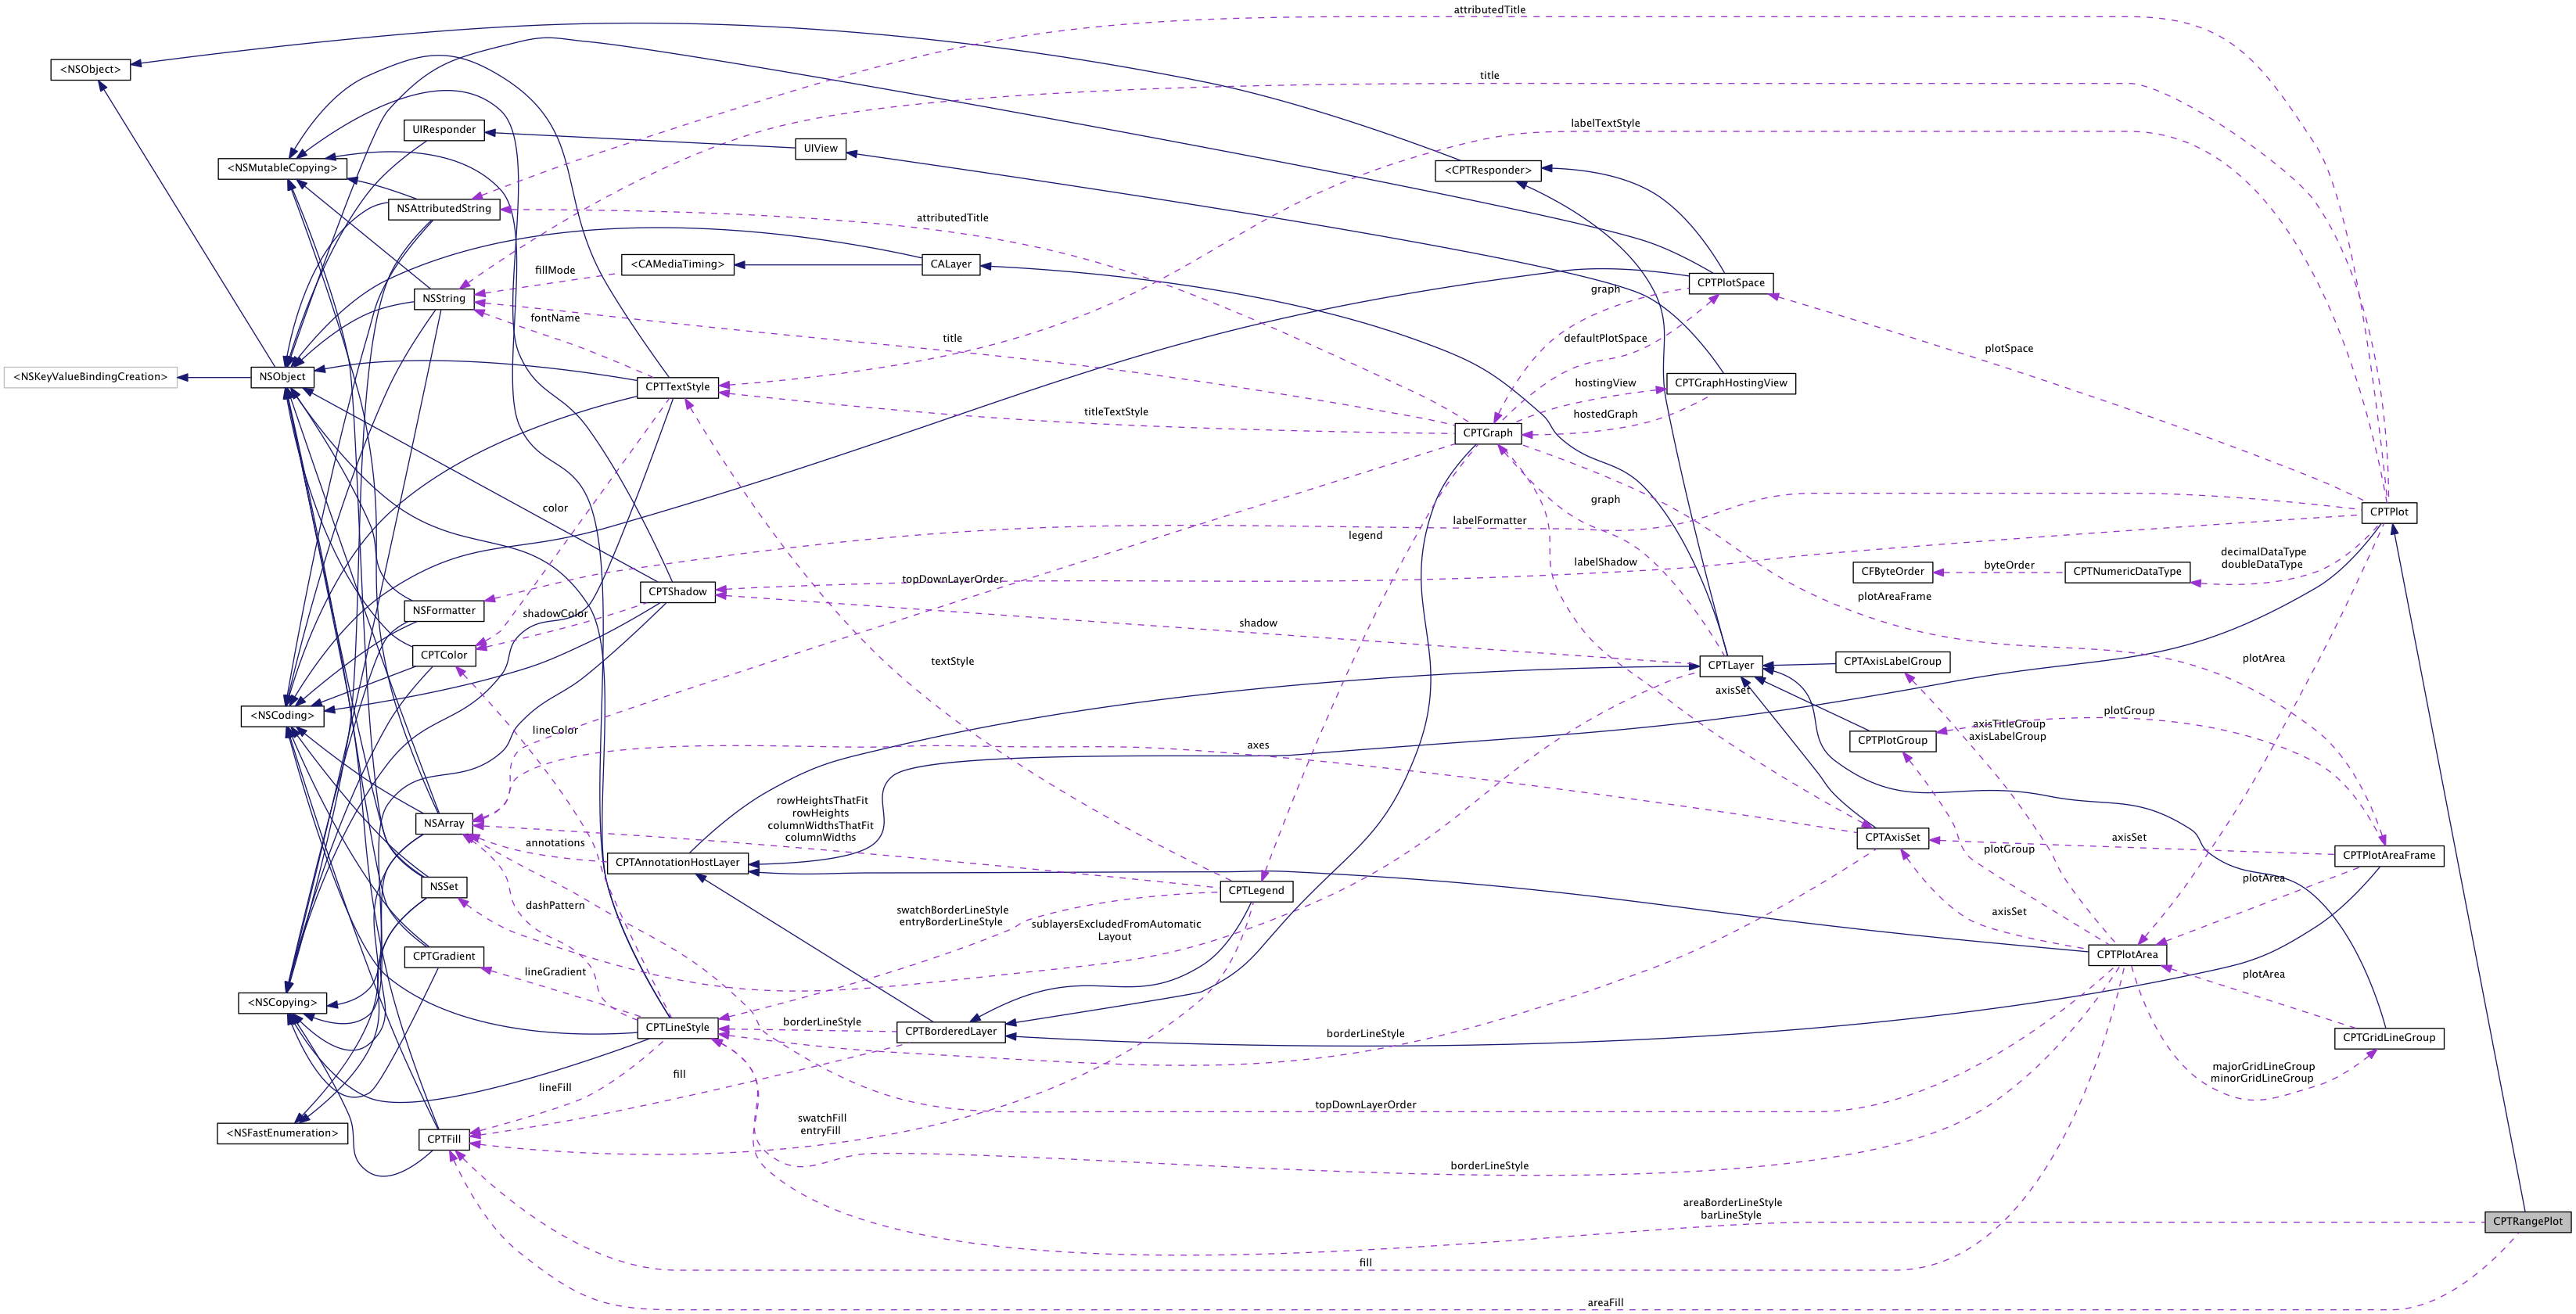 attributedTitle
<NSObject>
title
labelTextStyle
UIResponder
UIView
<NSMutableCopying>
<CPTResponder>
NSAttributedString
attributedTitle
fillMode
<CAMediaTiming>
CALayer
CPTPlotSpace
graph
NSString
fontName
title
defaultPlotSpace
plotSpace
<NSKeyValueBindingCreation>
NSObject
CPTTextStyle
hostingView
CPTGraphHostingView
titleTextStyle
hostedGraph
CPTGraph
color
graph
CPTPlot
labelFormatter
legend
decimalDataType
doubleDataType
labelShadow
byteOrder
CFByteOrder
CPTNumericDataType
topDownLayerOrder
CPTShadow
plotAreaFrame
NSFormatter
shadowColor
shadow
CPTColor
textStyle
CPTLayer
CPTAxisLabelGroup
plotArea
axisSet
<NSCoding>
plotGroup
lineColor
axisTitleGroup
axisLabelGroup
axes
CPTPlotGroup
rowHeightsThatFit
rowHeights
columnWidthsThatFit
columnWidths
NSArray
annotations
CPTAxisSet
axisSet
plotGroup
CPTPlotAreaFrame
CPTAnnotationHostLayer
plotArea
NSSet
CPTLegend
dashPattern
swatchBorderLineStyle
entryBorderLineStyle
sublayersExcludedFromAutomatic
Layout
axisSet
CPTGradient
CPTPlotArea
lineGradient
plotArea
<NSCopying>
borderLineStyle
CPTLineStyle
CPTBorderedLayer
borderLineStyle
CPTGridLineGroup
fill
majorGridLineGroup
minorGridLineGroup
lineFill
topDownLayerOrder
swatchFill
entryFill
<NSFastEnumeration>
CPTFill
borderLineStyle
areaBorderLineStyle
barLineStyle
CPTRangePlot
fill
areaFill